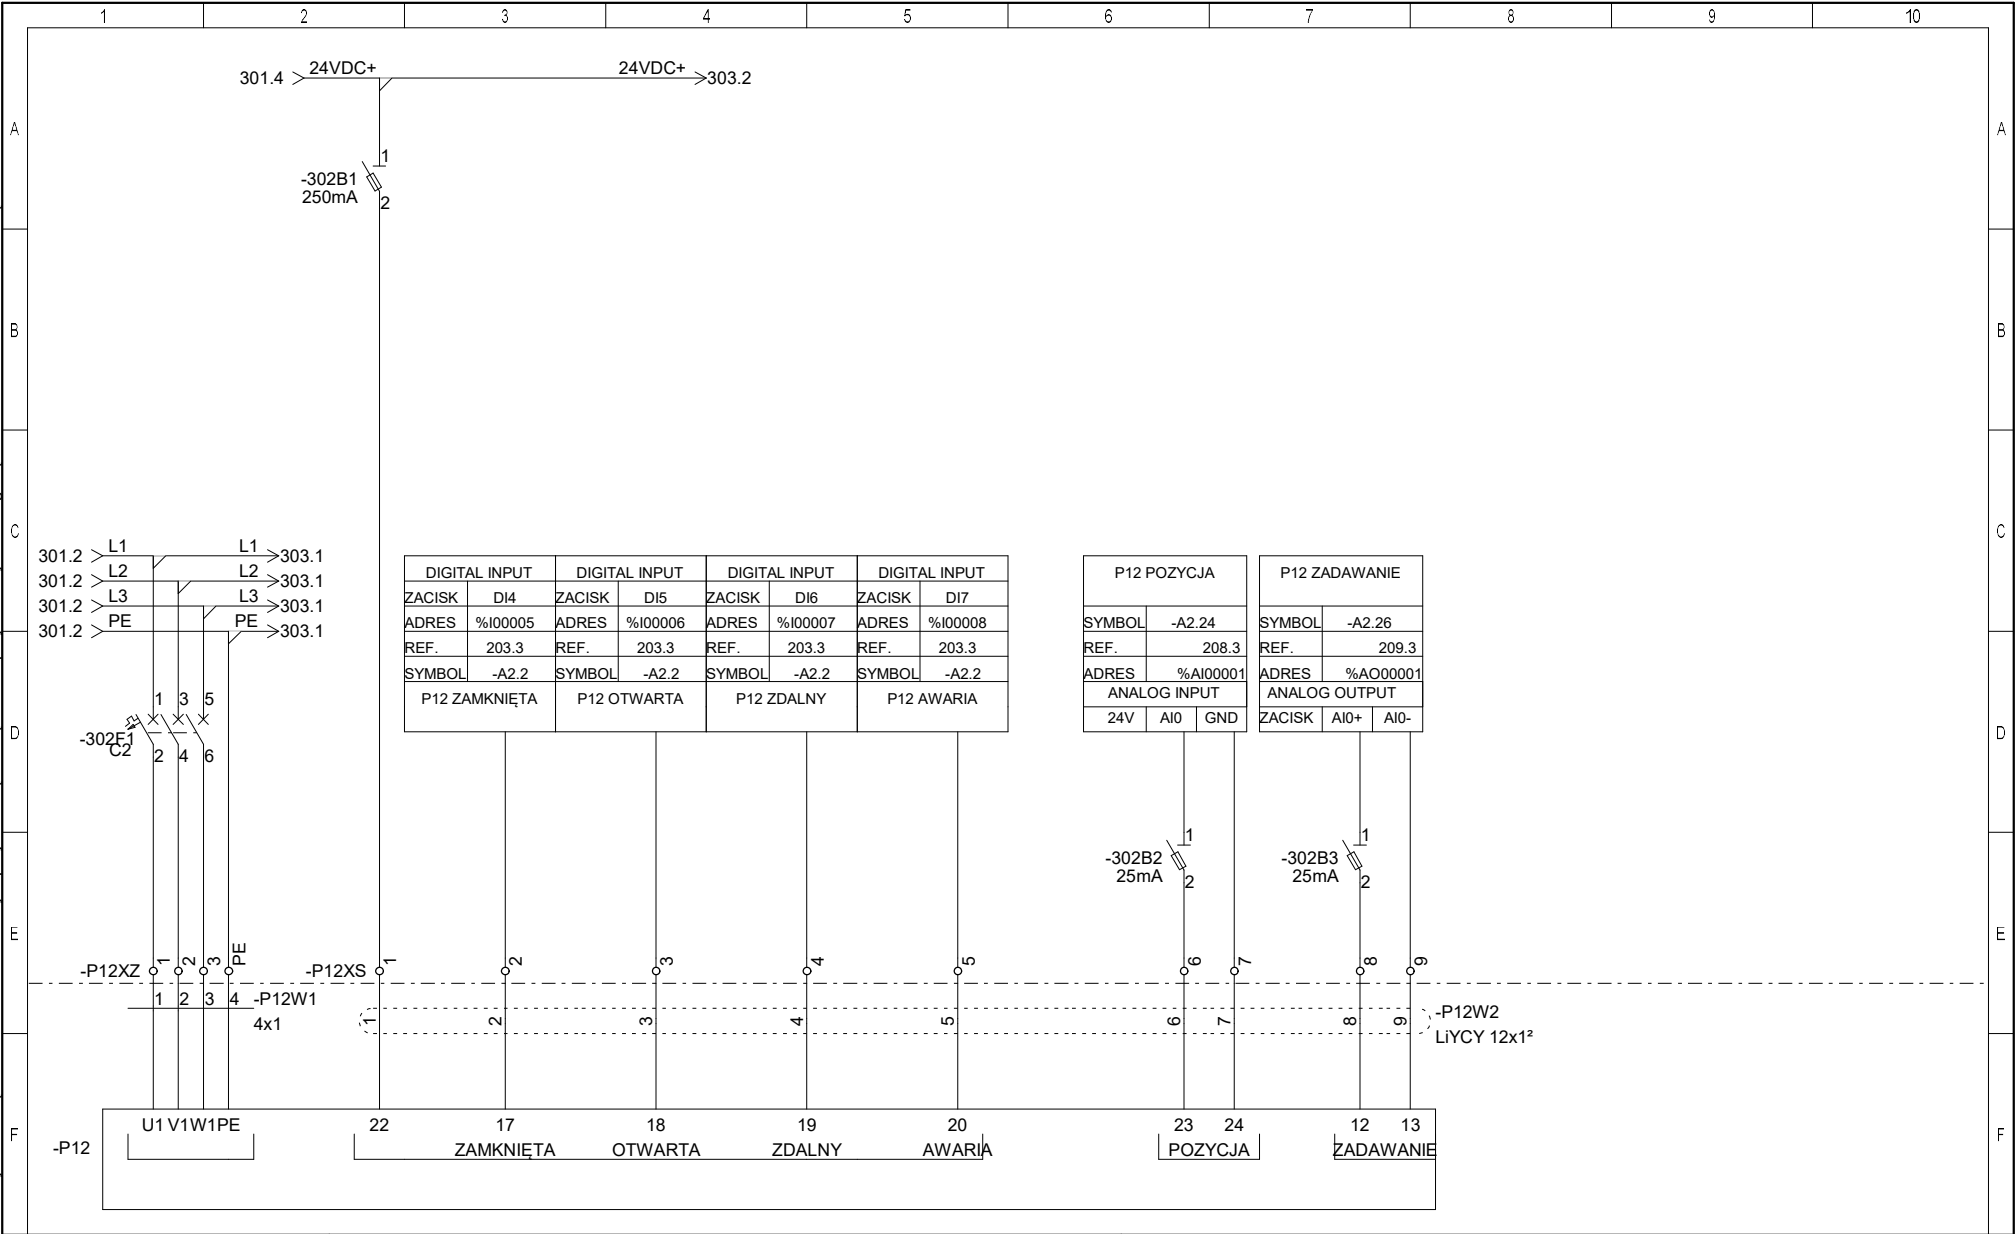 1 2 3 4 5 6 7 8 9 10
301.4 24VDC+ 24VDC+ 303.2
A A
1
-302B1
250mA
2
B B
C C
301.2 L1 L1 303.1
301.2 L2 L2 303.1
301.2 L3 L3 303.1
301.2 PE PE 303.1
DIGITAL INPUT DIGITAL INPUT DIGITAL INPUT DIGITAL INPUT
ZACISK DI4 ZACISK DI5 ZACISK DI6 ZACISK DI7
ADRES %I00005 ADRES %I00006 ADRES %I00007 ADRES %I00008
REF. 203.3 REF. 203.3 REF. 203.3 REF. 203.3
SYMBOL -A2.2 SYMBOL -A2.2 SYMBOL -A2.2 SYMBOL -A2.2
P12 ZAMKNIĘTA P12 OTWARTA P12 ZDALNY P12 AWARIA
P12 POZYCJA
SYMBOL -A2.24
REF. 208.3
ADRES %AI00001
ANALOG INPUT
24V AI0 GND
P12 ZADAWANIE
SYMBOL -A2.26
REF. 209.3
ADRES %AO00001
ANALOG OUTPUT
ZACISK AI0+ AI0-
1 3 5
D D
-302F1
C2
2 4 6
1 1
-302B2 -302B3
25mA 25mA
2 2
E E
-P12XZ 1 2 3 PE -P12XS 1 2 3 4 5 6 7 8 9
1 2 3 4 -P12W1
4x1
1 2 3 4 5 6 7 8 9 -P12W2
LiYCY 12x1²
F F
-P12
U1 V1 W1 PE 22 17 18 19 20 23 24 12 13
ZAMKNIĘTA OTWARTA ZDALNY AWARIA POZYCJA ZADAWANIE